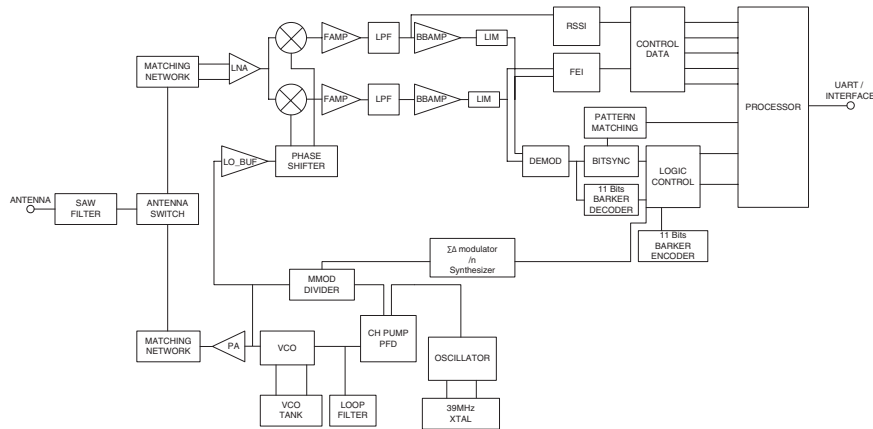 FAMP
LPF
BBAMP
LIM
RSSI
CONTROL
DATA
MATCHING
NETWORK
LNA
FEI
PROCESSOR
UART /
INTERFACE
FAMP
LPF
BBAMP
LIM
PATTERN
MATCHING
LO_BUF
PHASE
SHIFTER
DEMOD
BITSYNC
LOGIC
CONTROL
ANTENNA
SAW
FILTER
ANTENNA
SWITCH
11 Bits
BARKER
DECODER
11 Bits
BARKER
ENCODER
ΣΔ modulator
/n
Synthesizer
MMOD
DIVIDER
MATCHING
NETWORK
PA
VCO
CH PUMP
PFD
OSCILLATOR
VCO
TANK
LOOP
FILTER
39MHz
XTAL